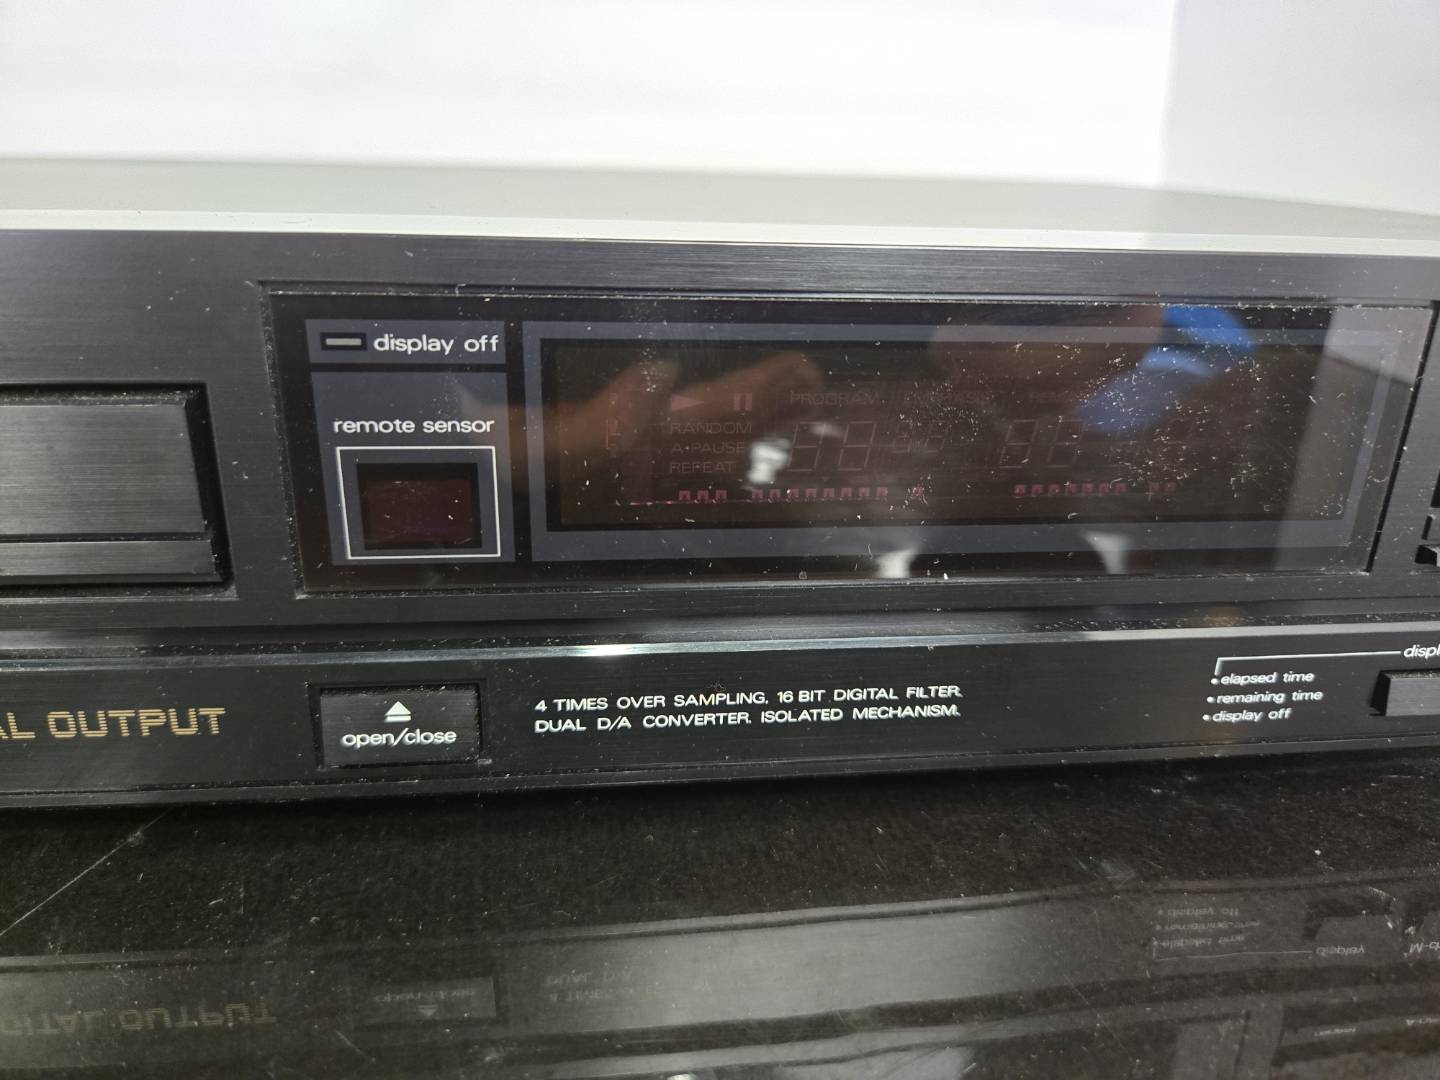 display off
remote sensor
PROGRAM
RANDOM
A·PAUSE
REPEAT
AL OUTPUT
open/close
4 TIMES OVER SAMPLING, 16 BIT DIGITAL FILTER.
DUAL D/A CONVERTER. ISOLATED MECHANISM.
• elapsed time
• remaining time
• display off